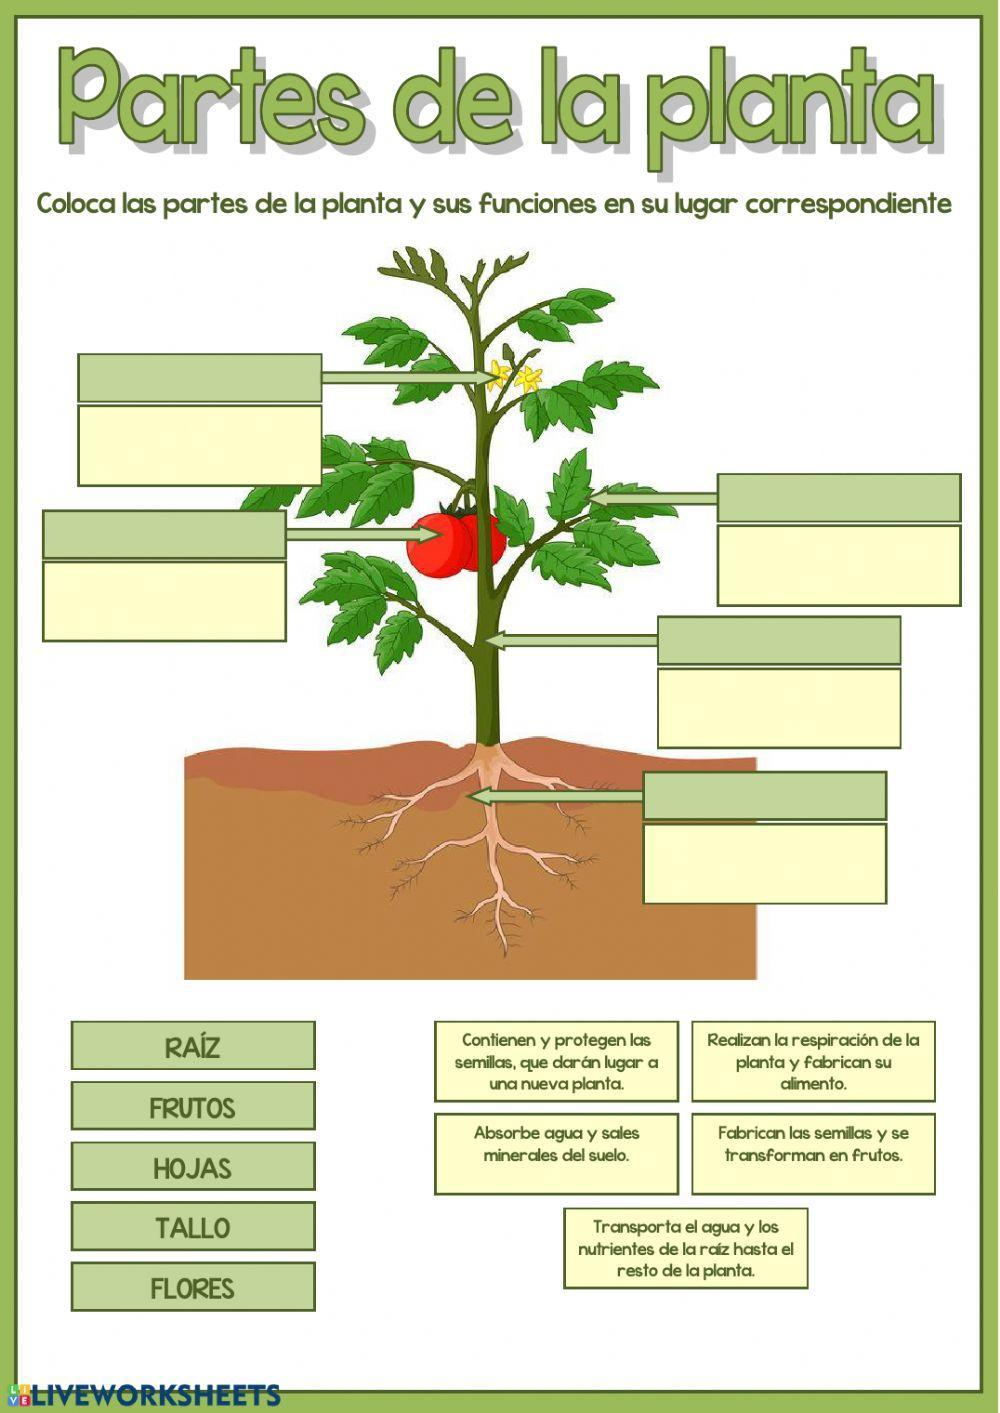 Partes de la planta
Coloca las partes de la planta y sus funciones en su lugar correspondiente
RAÍZ
FRUTOS
HOJAS
TALLO
FLORES
Contienen y protegen las
semillas, que darán lugar a
una nueva planta.
Realizan la respiración de la
planta y fabrican su
alimento.
Absorbe agua y sales
minerales del suelo.
Fabrican las semillas y se
transforman en frutos.
Transporta el agua y los
nutrientes de la raíz hasta el
resto de la planta.
LIVE LIVEWORKSHEETS